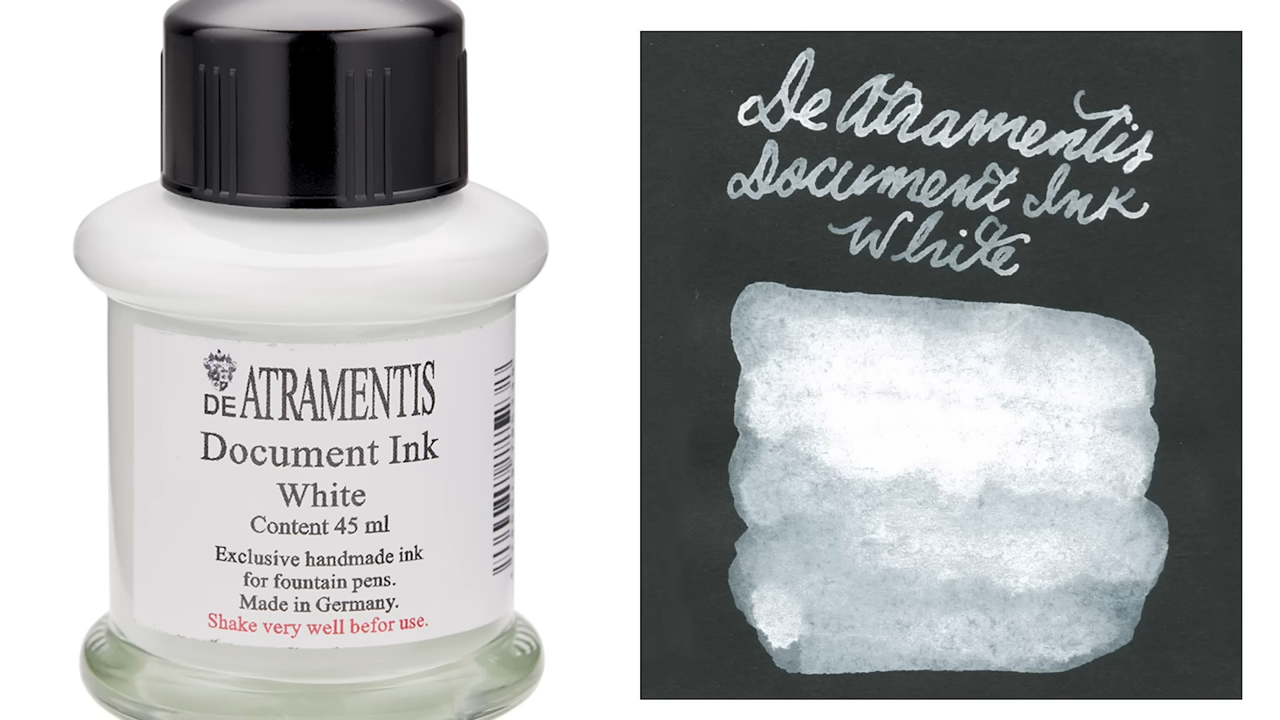 DE ATRAMENTIS
Document Ink
White
Content 45 ml
Exclusive handmade ink
for fountain pens.
Made in Germany.
Shake very well befor use.
De Atramentis
Document Ink
White